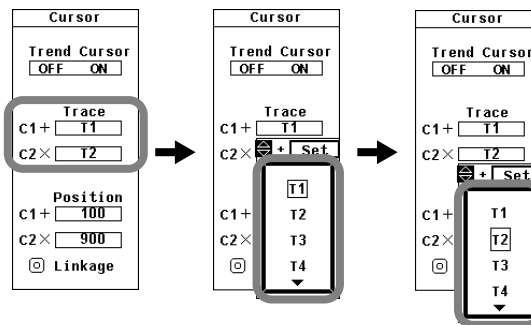 Cursor
Trend Cursor
OFF ON
Trace
C1+ T1
C2× T2
Position
C1+ 100
C2× 900
Linkage
Cursor
Trend Cursor
OFF ON
Trace
C1+ T1
C2× + Set
T1
C1+ T2
C2× T3
T4
Cursor
Trend Cursor
OFF ON
Trace
C1+ T1
C2× T2
+ Set
C1+ T1
C2× T2
T3
T4